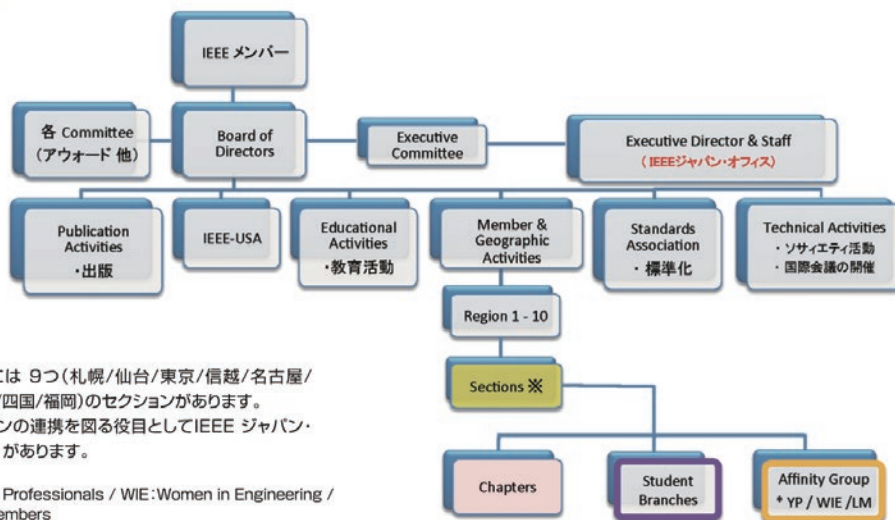 IEEE メンバー
各 Committee
(アウォード 他)
Board of
Directors
Executive
Committee
Executive Director & Staff
(IEEEジャパン・オフィス)
Publication
Activities
・出版
IEEE-USA
Educational
Activities
・教育活動
Member &
Geographic
Activities
Standards
Association
・標準化
Technical Activities
・ソサィエティ活動
・国際会議の開催
Region 1 - 10
Sections ※
Chapters
Student
Branches
Affinity Group
* YP / WIE /LM
は 9つ(札幌/仙台/東京/信越/名古屋/
/四国/福岡)のセクションがあります。
ンの連携を図る役目としてIEEE ジャパン・
があります。
Professionals / WIE:Women in Engineering /
embers